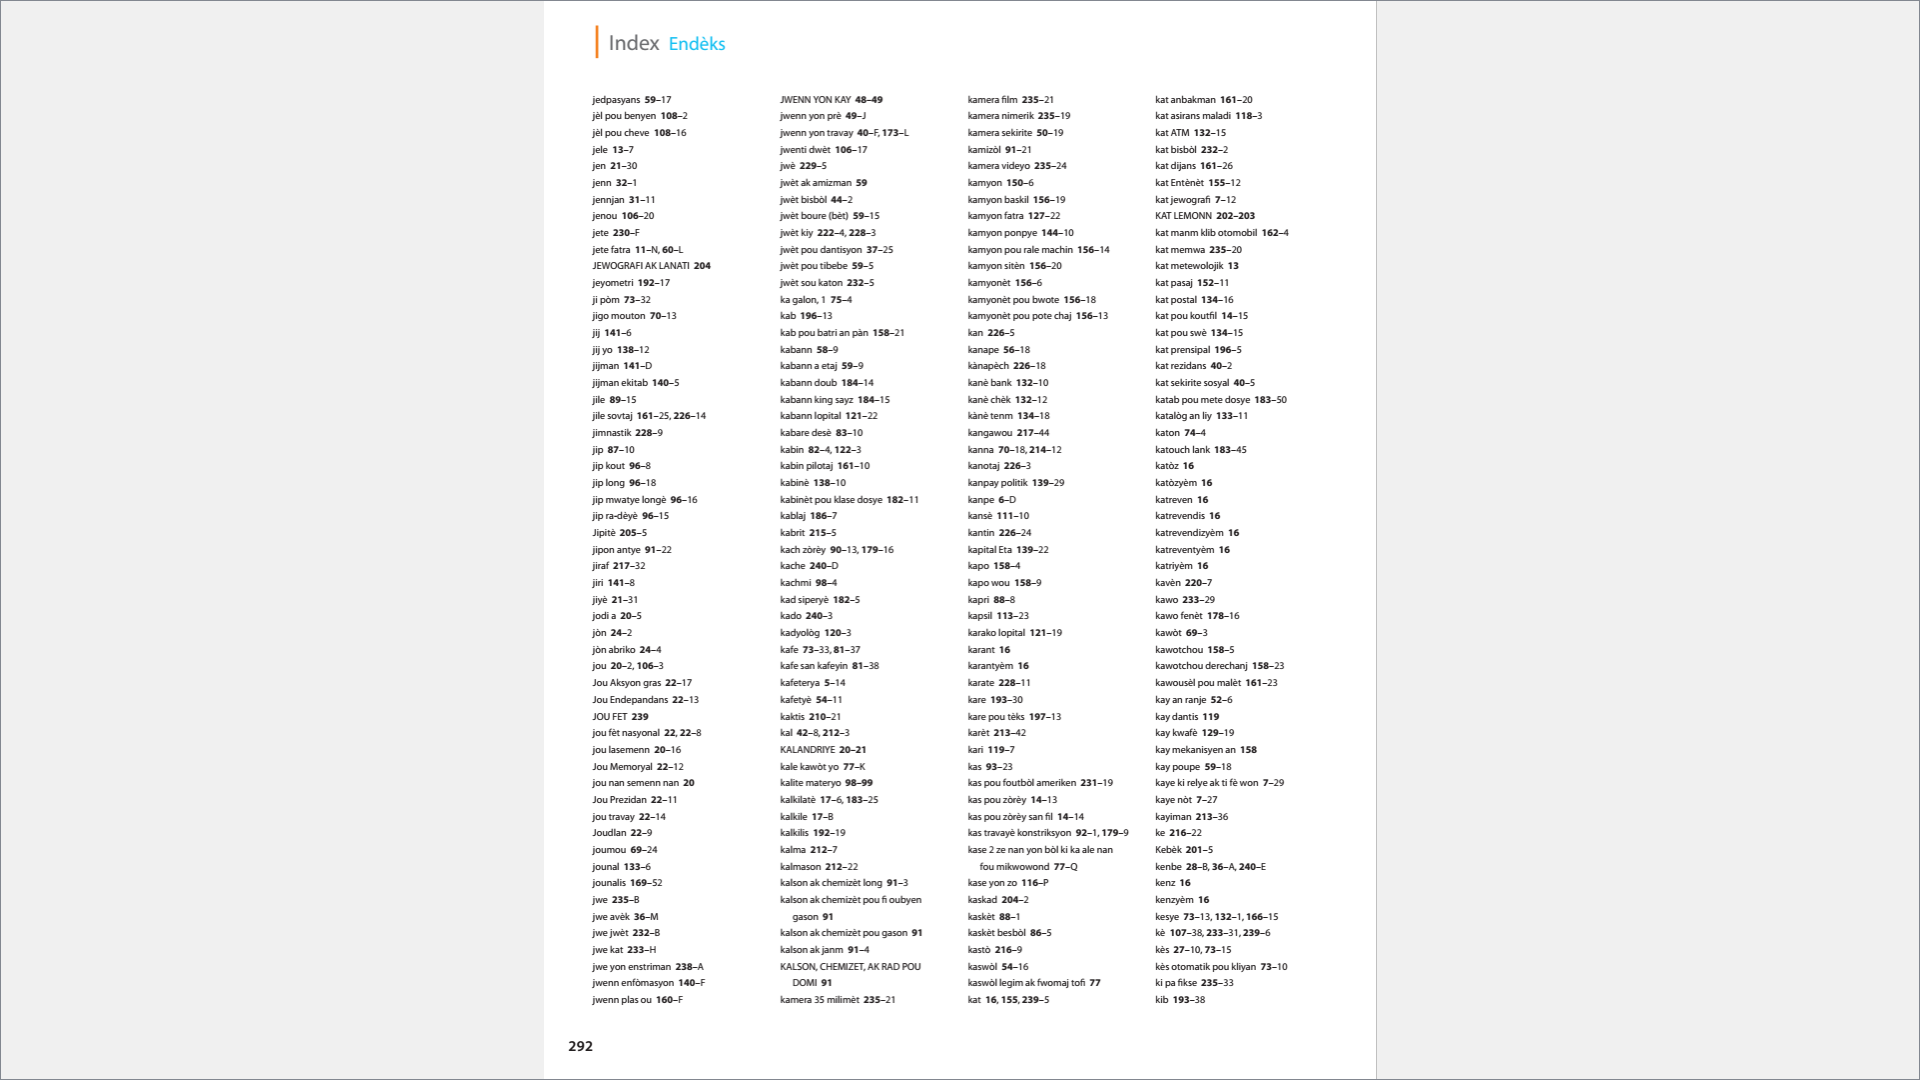 Index Endèks
jedpasyans 59–17
jèl pou benyen 108–2
jèl pou cheve 108–16
jele 13–7
jen 21–30
jenn 32–1
jennjan 31–11
jenou 106–20
jete 230–F
jete fatra 11–N, 60–L
JEWOGRAFI AK LANATI 204
jeyometri 192–17
ji pòm 73–32
jigo mouton 70–13
jij 141–6
jij yo 138–12
jijman 141–D
jijman ekitab 140–5
jile 89–15
jile sovtaj 161–25, 226–14
jimnastik 228–9
jip 87–10
jip kout 96–8
jip long 96–18
jip mwatye longè 96–16
jip ra-dèyè 96–15
Jipitè 205–5
jipon antye 91–22
jiraf 217–32
jiri 141–8
jiyè 21–31
jodi a 20–5
jòn 24–2
jòn abriko 24–4
jou 20–2, 106–3
Jou Aksyon gras 22–17
Jou Endepandans 22–13
JOU FET 239
jou fèt nasyonal 22, 22–8
jou lasemenn 20–16
Jou Memoryal 22–12
jou nan semenn nan 20
Jou Prezidan 22–11
jou travay 22–14
Joudlan 22–9
joumou 69–24
jounal 133–6
jounalis 169–52
jwe 235–B
jwe avèk 36–M
jwe jwèt 232–B
jwe kat 233–H
jwe yon enstriman 238–A
jwenn enfòmasyon 140–F
jwenn plas ou 160–F
JWENN YON KAY 48–49
jwenn yon prè 49–J
jwenn yon travay 40–F, 173–L
jwenti dwèt 106–17
jwè 229–5
jwèt ak amizman 59
jwèt bisbòl 44–2
jwèt boure (bèt) 59–15
jwèt kiy 222–4, 228–3
jwèt pou dantisyon 37–25
jwèt pou tibebe 59–5
jwèt sou katon 232–5
ka galon, 1 75–4
kab 196–13
kab pou batri an pàn 158–21
kabann 58–9
kabann a etaj 59–9
kabann doub 184–14
kabann king sayz 184–15
kabann lopital 121–22
kabare desè 83–10
kabin 82–4, 122–3
kabin pilotaj 161–10
kabinè 138–10
kabinèt pou klase dosye 182–11
kablaj 186–7
kabrit 215–5
kach zòrèy 90–13, 179–16
kache 240–D
kachmi 98–4
kad siperyè 182–5
kado 240–3
kadyològ 120–3
kafe 73–33, 81–37
kafe san kafeyin 81–38
kafeterya 5–14
kafetyè 54–11
kaktis 210–21
kal 42–8, 212–3
KALANDRIYE 20–21
kale kawòt yo 77–K
kalite materyo 98–99
kalkilatè 17–6, 183–25
kalkile 17–B
kalkilis 192–19
kalma 212–7
kalmason 212–22
kalson ak chemizèt long 91–3
kalson ak chemizèt pou fi oubyen
gason 91
kalson ak chemizèt pou gason 91
kalson ak janm 91–4
KALSON, CHEMIZET, AK RAD POU
DOMI 91
kamera 35 milimèt 235–21
kamera film 235–21
kamera nimerik 235–19
kamera sekirite 50–19
kamizòl 91–21
kamera videyo 235–24
kamyon 150–6
kamyon baskil 156–19
kamyon fatra 127–22
kamyon ponpye 144–10
kamyon pou rale machin 156–14
kamyon sitèn 156–20
kamyonèt 156–6
kamyonèt pou bwote 156–18
kamyonèt pou pote chaj 156–13
kan 226–5
kanape 56–18
kànapèch 226–18
kanè bank 132–10
kanè chèk 132–12
kànè tenm 134–18
kangawou 217–44
kanna 70–18, 214–12
kanotaj 226–3
kanpay politik 139–29
kanpe 6–D
kansè 111–10
kantin 226–24
kapital Eta 139–22
kapo 158–4
kapo wou 158–9
kapri 88–8
kapsil 113–23
karako lopital 121–19
karant 16
karantyèm 16
karate 228–11
kare 193–30
kare pou tèks 197–13
karèt 213–42
kari 119–7
kas 93–23
kas pou foutbòl ameriken 231–19
kas pou zòrèy 14–13
kas pou zòrèy san fil 14–14
kas travayè konstriksyon 92–1, 179–9
kase 2 ze nan yon bòl ki ka ale nan
fou mikwowond 77–Q
kase yon zo 116–P
kaskad 204–2
kaskèt 88–1
kaskèt besbòl 86–5
kastò 216–9
kaswòl 54–16
kaswòl legim ak fwomaj tofi 77
kat 16, 155, 239–5
kat anbakman 161–20
kat asirans maladi 118–3
kat ATM 132–15
kat bisbòl 232–2
kat dijans 161–26
kat Entènèt 155–12
kat jewografi 7–12
KAT LEMONN 202–203
kat manm klib otomobil 162–4
kat memwa 235–20
kat metewolojik 13
kat pasaj 152–11
kat postal 134–16
kat pou koutfil 14–15
kat pou swè 134–15
kat prensipal 196–5
kat rezidans 40–2
kat sekirite sosyal 40–5
katab pou mete dosye 183–50
katalòg an liy 133–11
katon 74–4
katouch lank 183–45
katòz 16
katòzyèm 16
katreven 16
katrevendis 16
katrevendizyèm 16
katreventyèm 16
katriyèm 16
kavèn 220–7
kawo 233–29
kawo fenèt 178–16
kawòt 69–3
kawotchou 158–5
kawotchou derechanj 158–23
kawousèl pou malèt 161–23
kay an ranje 52–6
kay dantis 119
kay kwafè 129–19
kay mekanisyen an 158
kay poupe 59–18
kaye ki relye ak ti fè won 7–29
kaye nòt 7–27
kayiman 213–36
ke 216–22
Kebèk 201–5
kenbe 28–B, 36–A, 240–E
kenz 16
kenzyèm 16
kesye 73–13, 132–1, 166–15
kè 107–38, 233–31, 239–6
kès 27–10, 73–15
kès otomatik pou kliyan 73–10
ki pa fikse 235–33
kib 193–38
292